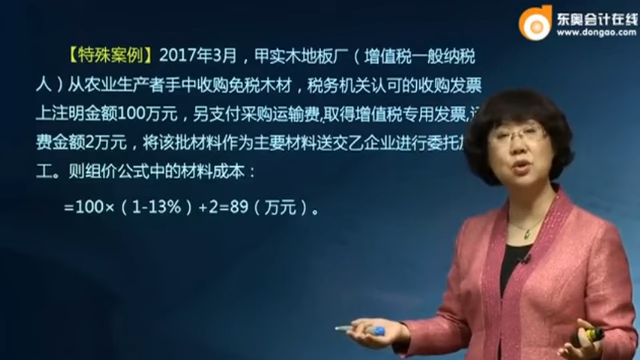 东奥会计在线
www.dongao.com
【特殊案例】2017年3月，甲实木地板厂（增值税一般纳税
人）从农业生产者手中收购免税木材，税务机关认可的收购发票
上注明金额100万元，另支付采购运输费,取得增值税专用发票,
费金额2万元，将该批材料作为主要材料送交乙企业进行委托
工。则组价公式中的材料成本：
=100×（1-13%）+2=89（万元）。